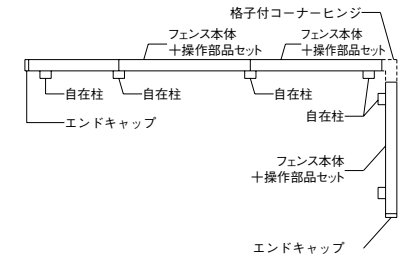 格子付コーナーヒンジ
フェンス本体
＋操作部品セット
フェンス本体
＋操作部品セット
自在柱
自在柱
自在柱
自在柱
エンドキャップ
フェンス本体
＋操作部品セット
エンドキャップ